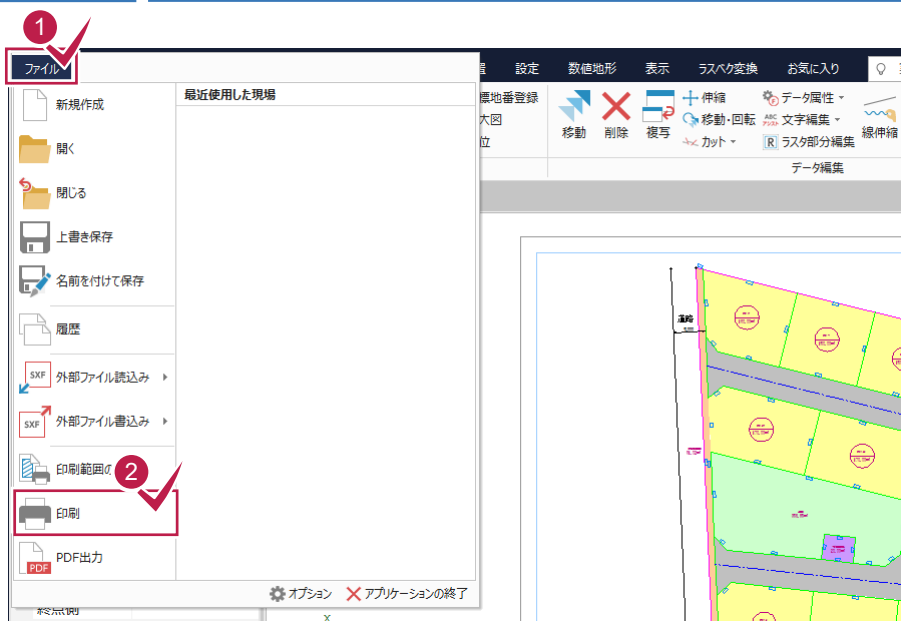 1
ファイル
設定
数値地形
表示
ラスベク変換
お気に入り
新規作成
開く
閉じる
上書き保存
名前を付けて保存
履歴
SXF
外部ファイル読込み
SXF
外部ファイル書込み
印刷範囲の
2
印刷
PDF
PDF出力
最近使用した現場
オプション
アプリケーションの終了
標地番登録
大図
位
移動
削除
複写
伸縮
移動・回転
カット
データ属性
ABC
文字編集
R
ラスタ部分編集
線伸縮
データ編集
道路
終点側
X